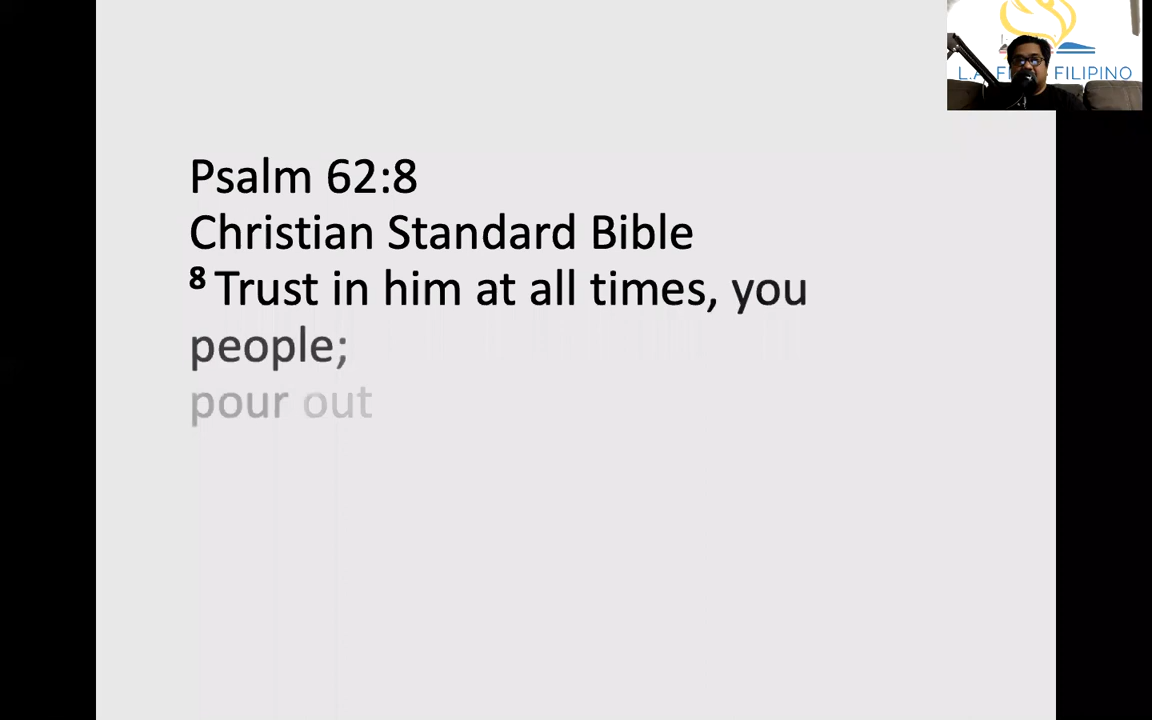 Psalm 62:8
Christian Standard Bible
8 Trust in him at all times, you
people;
pour out
L.A. FILIPINO